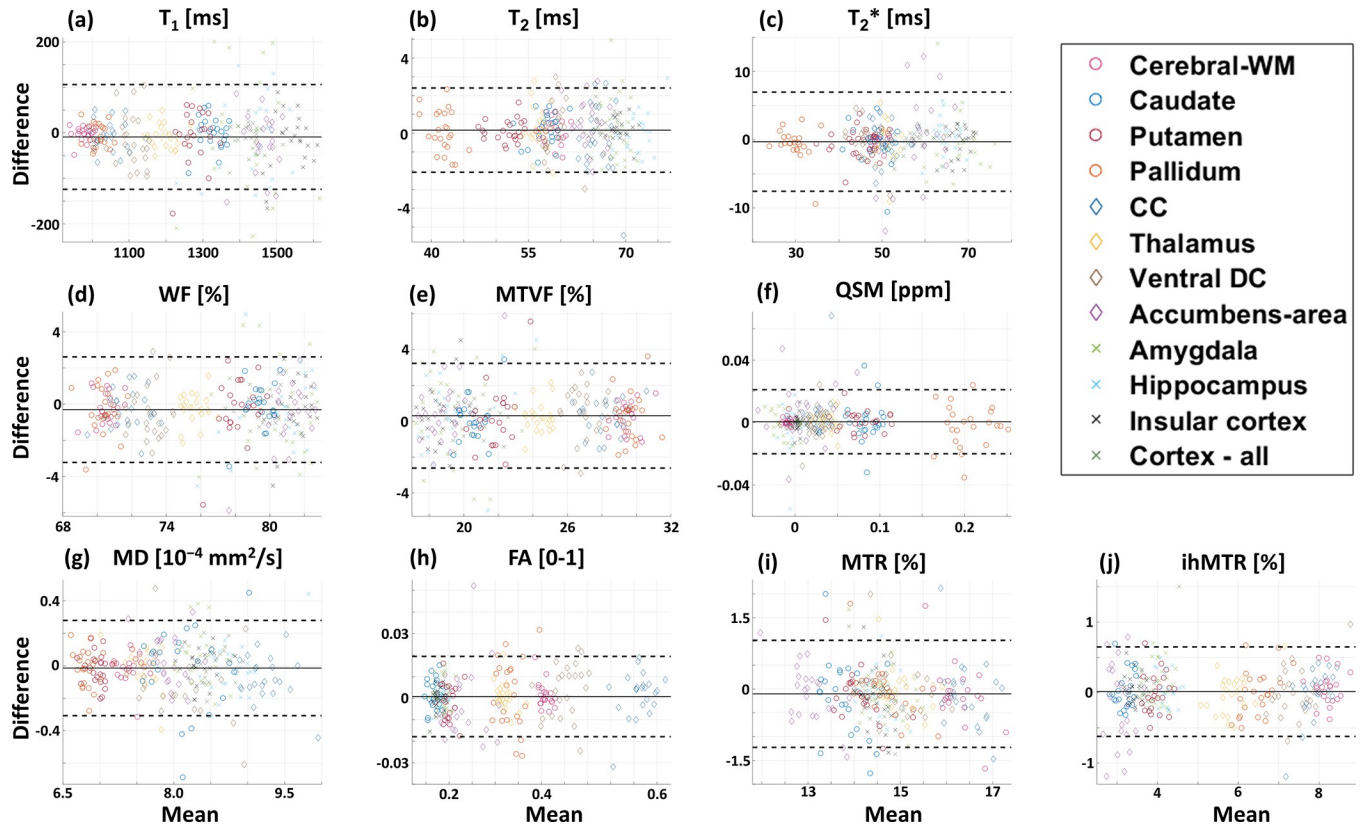 (a) T1 [ms]
(b) T2 [ms]
(c) T2* [ms]
Difference
200
0
-200
1100 1300 1500
4
0
-4
40 55 70
10
0
-10
30 50 70
Cerebral-WM
Caudate
Putamen
Pallidum
CC
Thalamus
Ventral DC
Accumbens-area
Amygdala
Hippocampus
Insular cortex
Cortex - all
(d) WF [%]
(e) MTVF [%]
(f) QSM [ppm]
Difference
4
0
-4
68 74 80
4
0
-4
20 26 32
0.04
0
-0.04
0 0.1 0.2
(g) MD [10−4 mm2/s]
(h) FA [0-1]
(i) MTR [%]
(j) ihMTR [%]
Difference
0.4
0
-0.4
6.5 8.0 9.5
Mean
0.03
0
-0.03
0.2 0.4 0.6
Mean
1.5
0
-1.5
13 15 17
Mean
1
0
-1
4 6 8
Mean